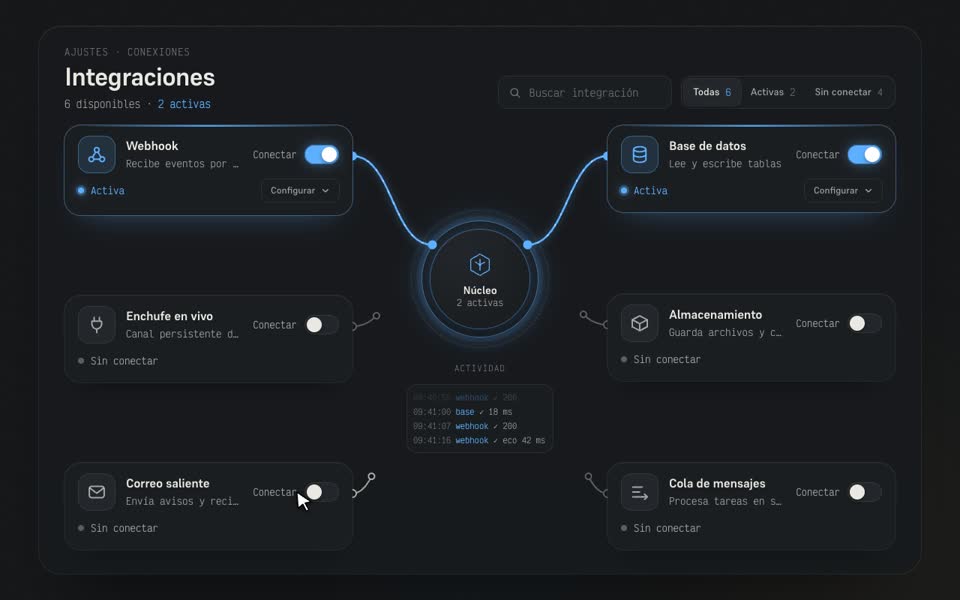 AJUSTES · CONEXIONES
Integraciones
6 disponibles · 2 activas
Buscar integración
Todas 6 Activas 2 Sin conectar 4
Webhook
Recibe eventos por …
Conectar
Activa
Configurar
Base de datos
Lee y escribe tablas
Conectar
Activa
Configurar
Núcleo
2 activas
Enchufe en vivo
Canal persistente d…
Conectar
Sin conectar
Almacenamiento
Guarda archivos y c…
Conectar
Sin conectar
ACTIVIDAD
webhook ✓ 200
09:41:00 base ✓ 18 ms
09:41:07 webhook ✓ 200
09:41:16 webhook ✓ eco 42 ms
Correo saliente
Envía avisos y reci…
Conectar
Sin conectar
Cola de mensajes
Procesa tareas en s…
Conectar
Sin conectar